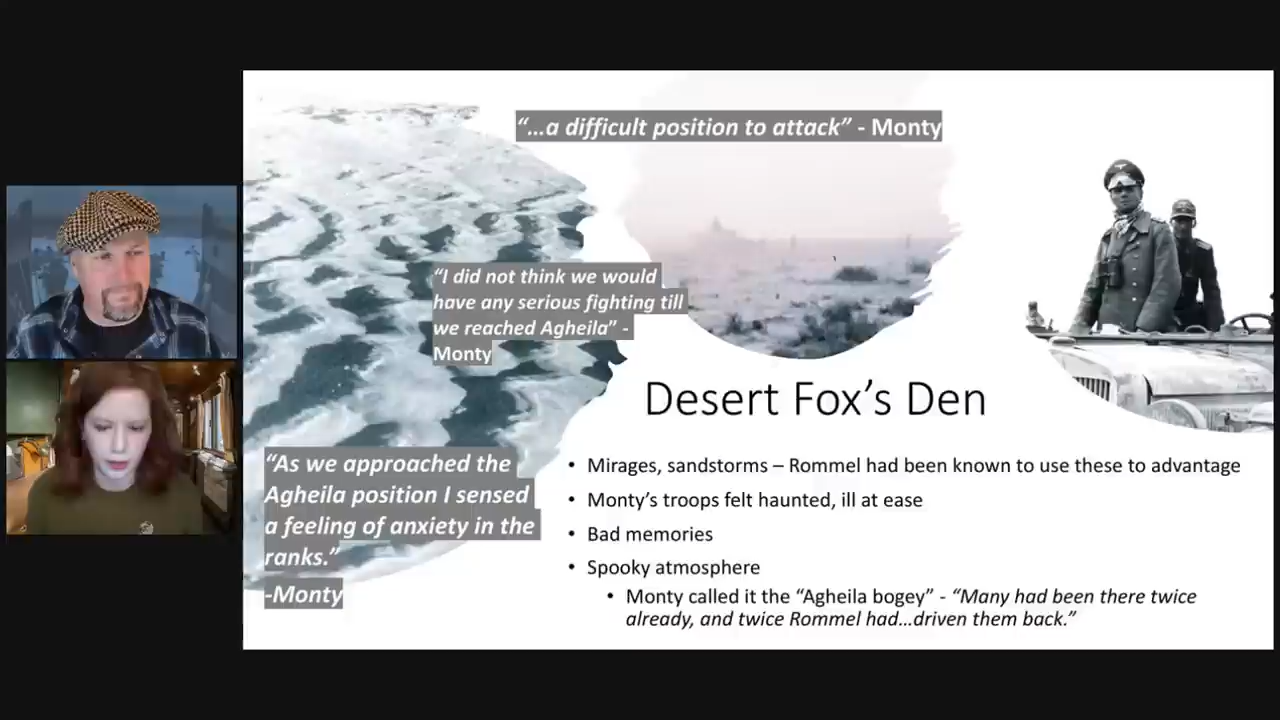 “...a difficult position to attack” - Monty
“I did not think we would
have any serious fighting till
we reached Agheila” -
Monty
“As we approached the
Agheila position I sensed
a feeling of anxiety in the
ranks.”
-Monty
Desert Fox’s Den
• Mirages, sandstorms – Rommel had been known to use these to advantage
• Monty’s troops felt haunted, ill at ease
• Bad memories
• Spooky atmosphere
• Monty called it the “Agheila bogey” - “Many had been there twice
already, and twice Rommel had...driven them back.”